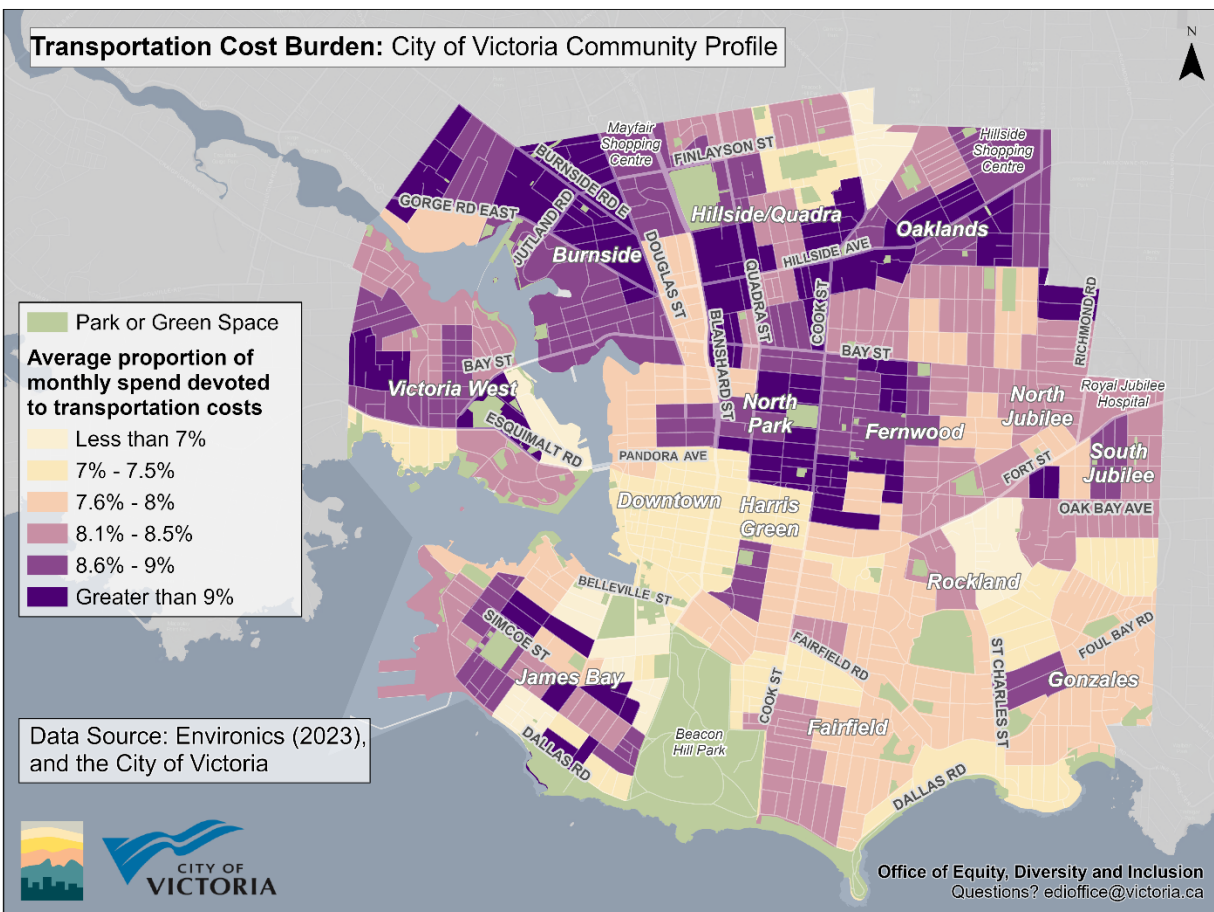 Transportation Cost Burden: City of Victoria Community Profile
N
Mayfair
Shopping
Centre
FINLAYSON ST
Hillside
Shopping
Centre
BURNSIDE RD E
GORGE RD EAST
JUTLAND RD
Hillside/Quadra
Oaklands
Burnside
DOUGLAS ST
HILLSIDE AVE
QUADRA ST
COOK ST
BLANSHARD ST
RICHMOND RD
BAY ST
BAY ST
Victoria West
ESQUIMALT RD
North
Park
Fernwood
North
Jubilee
Royal Jubilee
Hospital
South
Jubilee
PANDORA AVE
FORT ST
OAK BAY AVE
Downtown
Harris
Green
Rockland
BELLEVILLE ST
SIMCOE ST
James Bay
FAIRFIELD RD
FOUL BAY RD
ST CHARLES ST
Gonzales
COOK ST
Fairfield
Beacon
Hill Park
DALLAS RD
DALLAS RD
Park or Green Space
Average proportion of
monthly spend devoted
to transportation costs
Less than 7%
7% - 7.5%
7.6% - 8%
8.1% - 8.5%
8.6% - 9%
Greater than 9%
Data Source: Environics (2023),
and the City of Victoria
CITY OF
VICTORIA
Office of Equity, Diversity and Inclusion
Questions? edioffice@victoria.ca